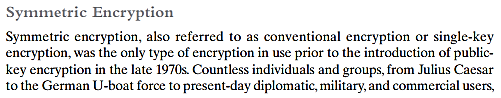 Symmetric Encryption
Symmetric encryption, also referred to as conventional encryption or single-key
encryption, was the only type of encryption in use prior to the introduction of public-
key encryption in the late 1970s. Countless individuals and groups, from Julius Caesar
to the German U-boat force to present-day diplomatic, military, and commercial users,